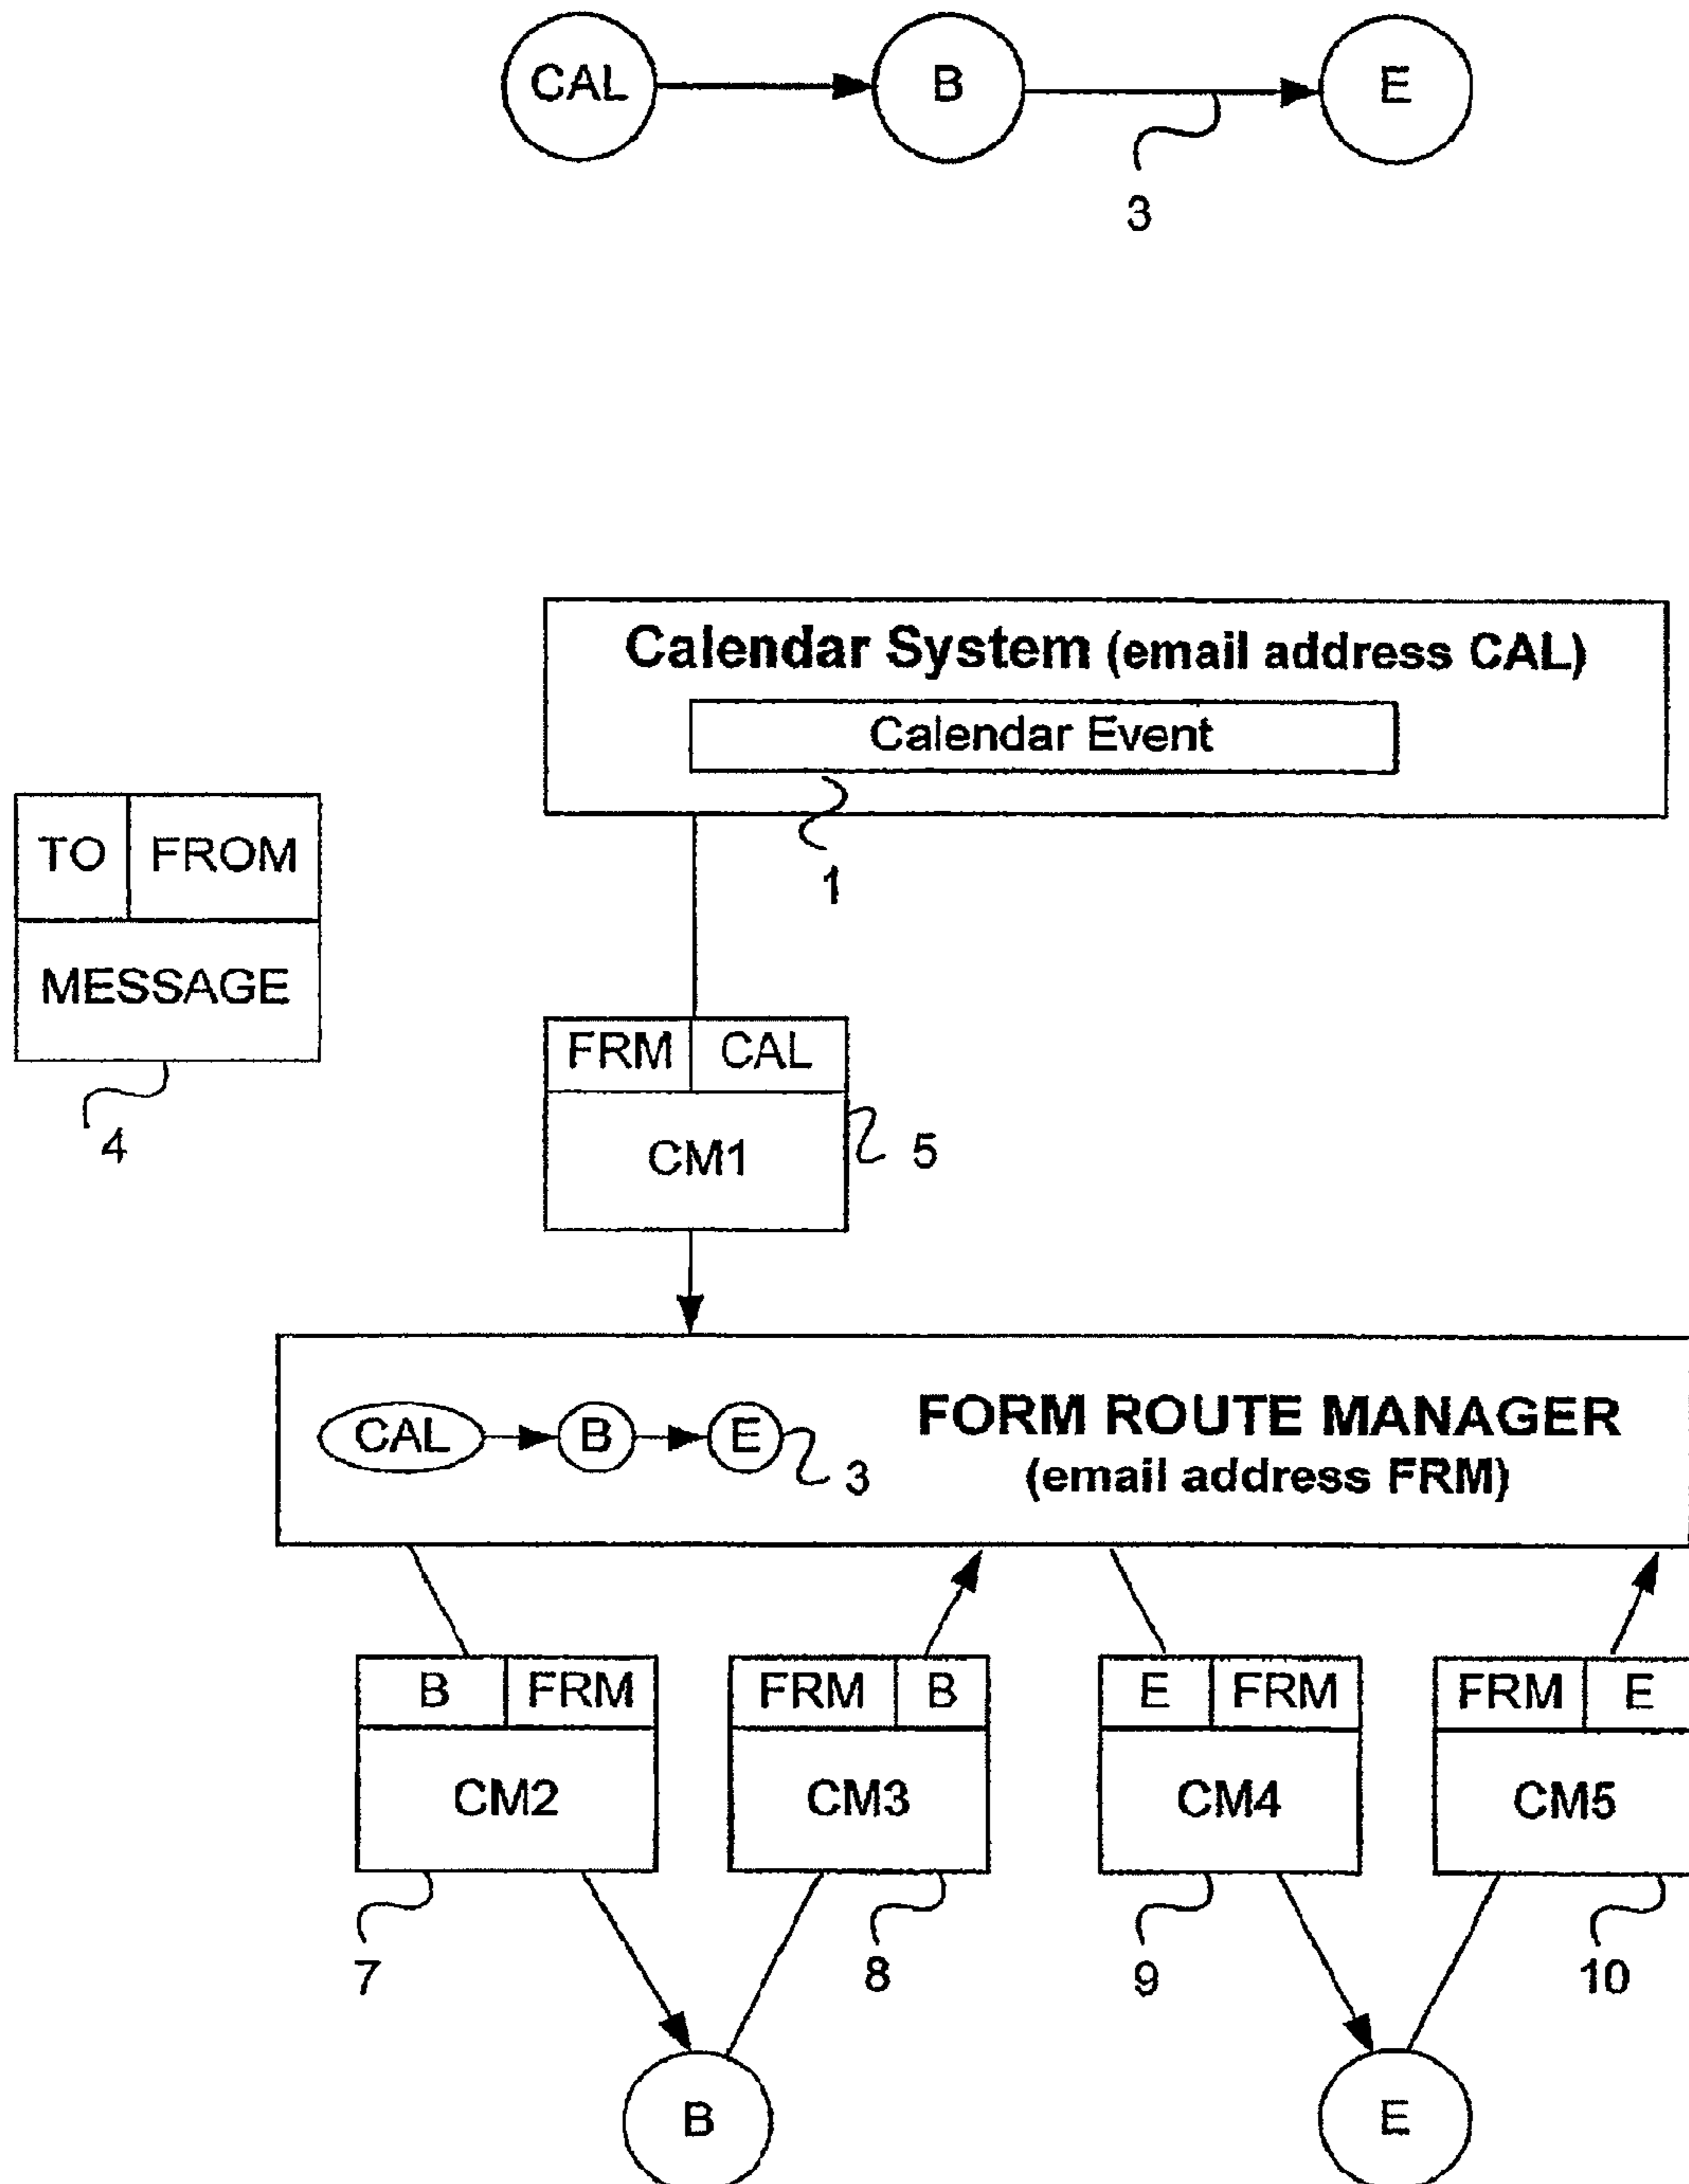 CAL B E
3
Calendar System (email address CAL)
Calendar Event
1
TO FROM
MESSAGE
4
FRM CAL
CM1
5
CAL B E
3
FORM ROUTE MANAGER
(email address FRM)
B FRM
CM2
7
FRM B
CM3
8
E FRM
CM4
9
FRM E
CM5
10
B
E